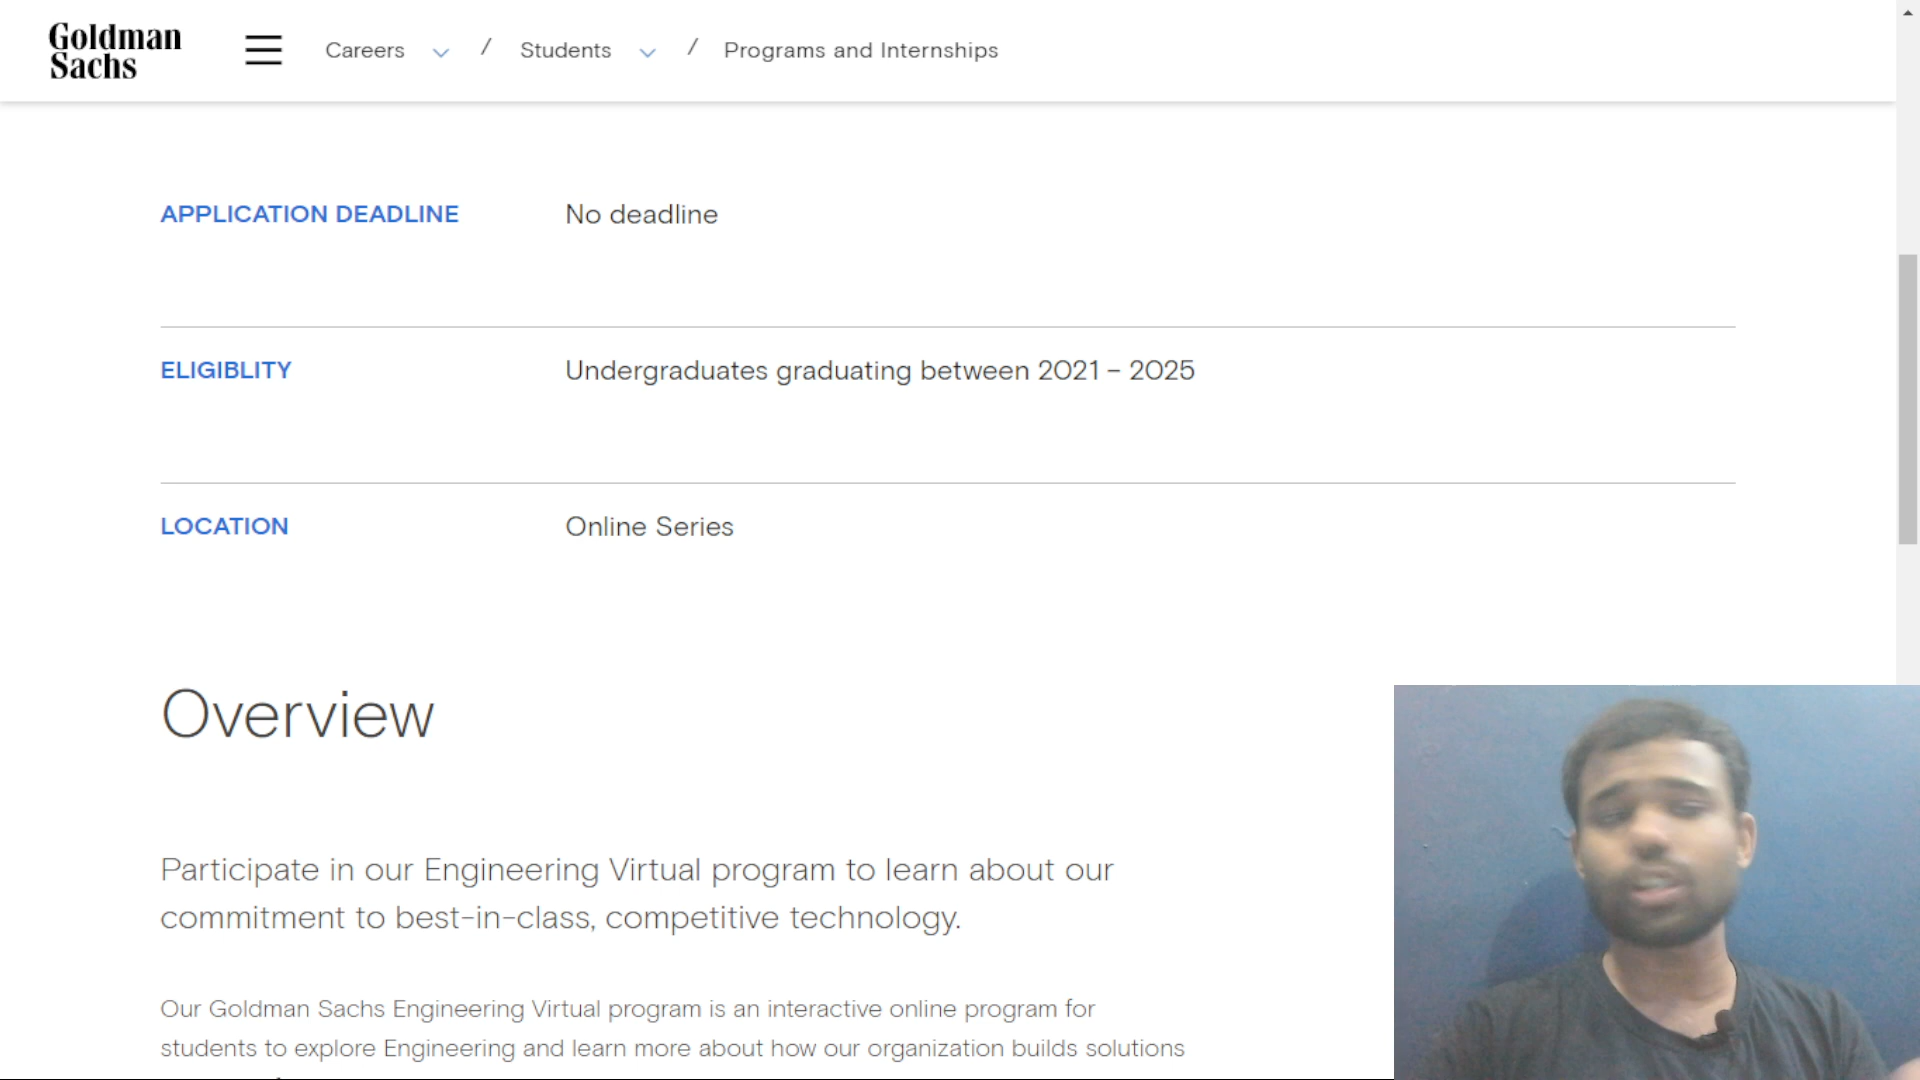 Goldman
Sachs
Careers / Students / Programs and Internships
APPLICATION DEADLINE No deadline
ELIGIBLITY Undergraduates graduating between 2021 – 2025
LOCATION Online Series
Overview
Participate in our Engineering Virtual program to learn about our
commitment to best-in-class, competitive technology.
Our Goldman Sachs Engineering Virtual program is an interactive online program for
students to explore Engineering and learn more about how our organization builds solutions